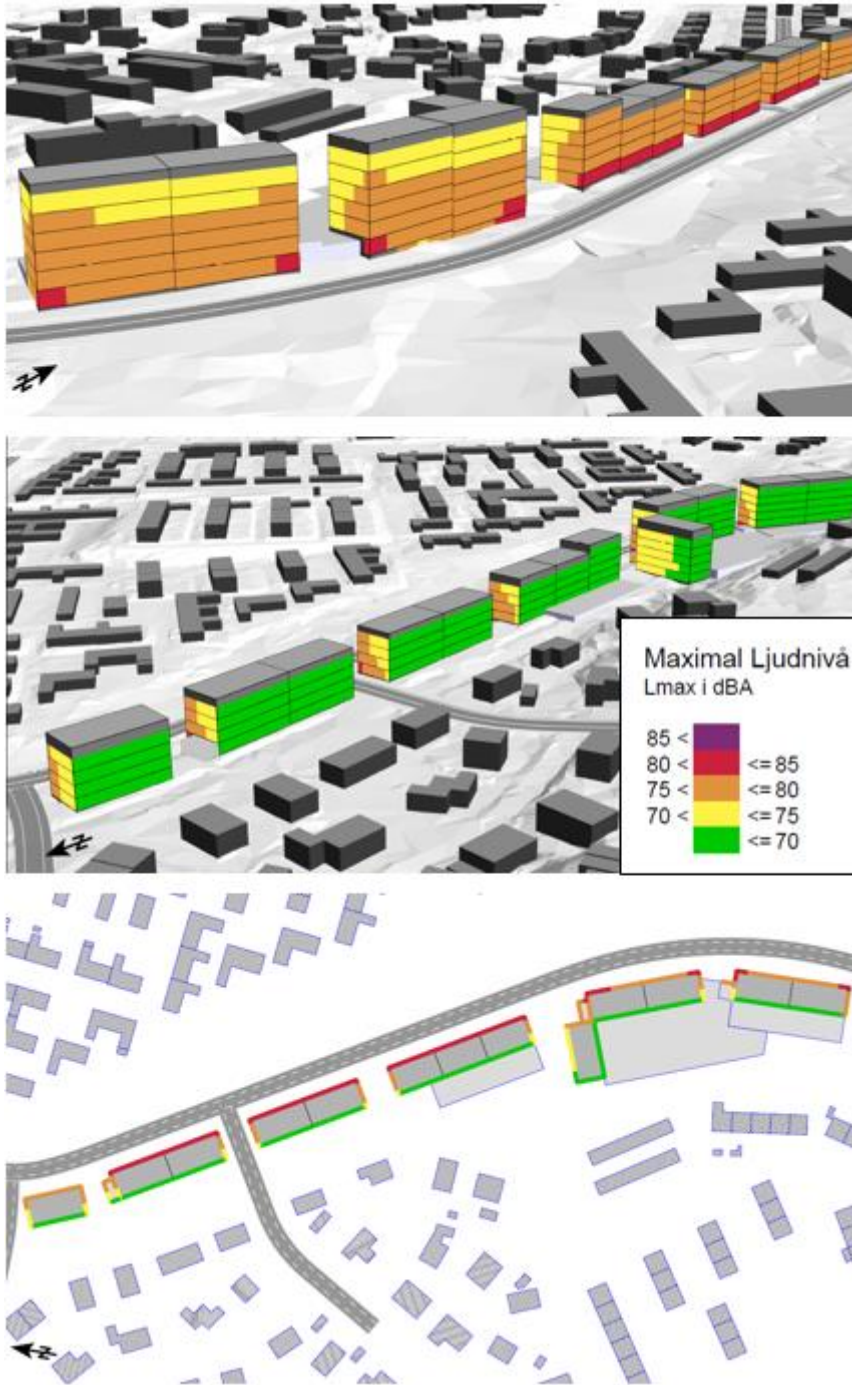 Maximal Ljudnivå
Lmax i dBA
85 <
80 < <= 85
75 < <= 80
70 < <= 75
<= 70